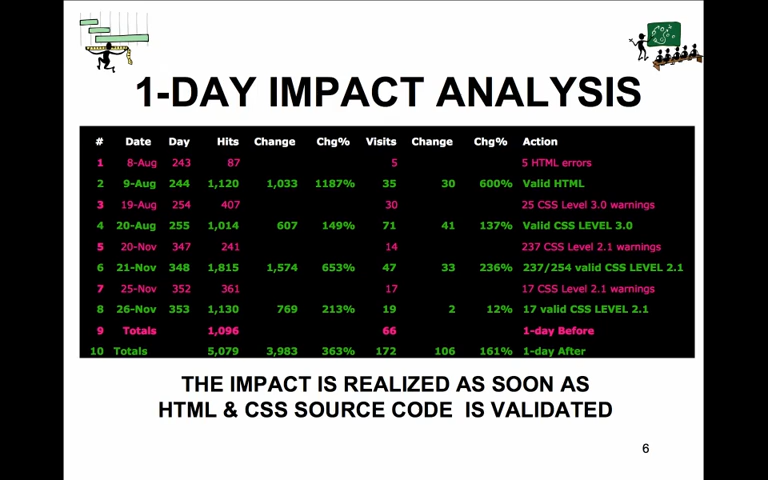 1-DAY IMPACT ANALYSIS
# Date Day Hits Change Chg% Visits Change Chg% Action
1 8-Aug 243 87 5 5 HTML errors
2 9-Aug 244 1,120 1,033 1187% 35 30 600% Valid HTML
3 19-Aug 254 407 30 25 CSS Level 3.0 warnings
4 20-Aug 255 1,014 607 149% 71 41 137% Valid CSS LEVEL 3.0
5 20-Nov 347 241 14 237 CSS Level 2.1 warnings
6 21-Nov 348 1,815 1,574 653% 47 33 236% 237/254 valid CSS LEVEL 2.1
7 25-Nov 352 361 17 17 CSS Level 2.1 warnings
8 26-Nov 353 1,130 769 213% 19 2 12% 17 valid CSS LEVEL 2.1
9 Totals 1,096 66 1-day Before
10 Totals 5,079 3,983 363% 172 106 161% 1-day After
THE IMPACT IS REALIZED AS SOON AS
HTML & CSS SOURCE CODE IS VALIDATED
6